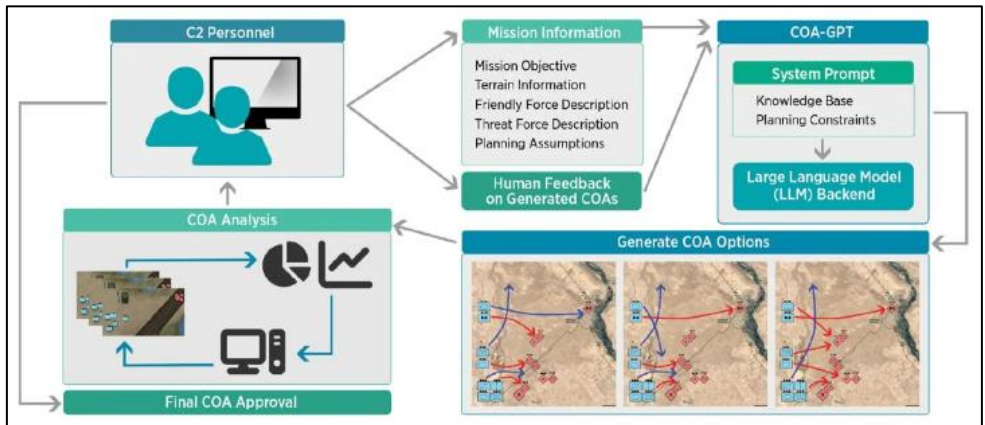 C2 Personnel
Mission Information
Mission Objective
Terrain Information
Friendly Force Description
Threat Force Description
Planning Assumptions
Human Feedback
on Generated COAs
COA-GPT
System Prompt
Knowledge Base
Planning Constraints
Large Language Model
(LLM) Backend
COA Analysis
Generate COA Options
Final COA Approval